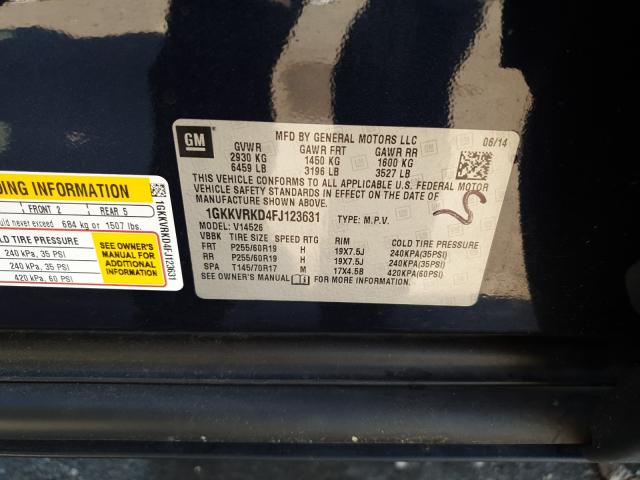 DING INFORMATION
FRONT 2 REAR 5
ould never exceed 684 kg or 1507 lbs.
COLD TIRE PRESSURE
240 kPa, 35 PSI
240 kPa, 35 PSI
420 kPa, 60 PSI
SEE OWNER'S
MANUAL FOR
ADDITIONAL
INFORMATION
1GKKVRKD4FJ123631
GM
MFD BY GENERAL MOTORS LLC 06/14
GVWR GAWR FRT GAWR RR
2930 KG 1450 KG 1600 KG
6459 LB 3196 LB 3527 LB
THIS VEHICLE CONFORMS TO ALL APPLICABLE U.S. FEDERAL MOTOR
VEHICLE SAFETY STANDARDS IN EFFECT ON THE DATE OF
MANUFACTURE SHOWN ABOVE.
1GKKVRKD4FJ123631 TYPE: M.P.V.
MODEL: V14526
VBBK TIRE SIZE SPEED RTG RIM COLD TIRE PRESSURE
FRT P255/60R19 H 19X7.5J 240KPA(35PSI)
RR P255/60R19 H 19X7.5J 240KPA(35PSI)
SPA T145/70R17 M 17X4.5B 420KPA(60PSI)
SEE OWNER'S MANUAL FOR MORE INFORMATION.